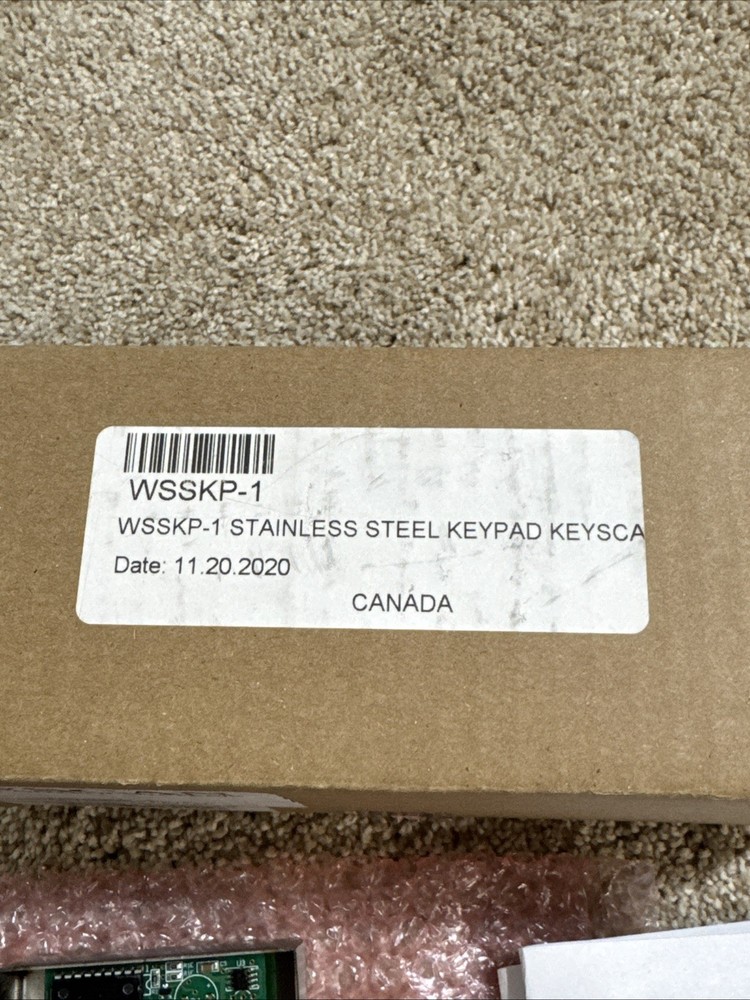 WSSKP-1
WSSKP-1 STAINLESS STEEL KEYPAD KEYSCA
Date: 11.20.2020
CANADA